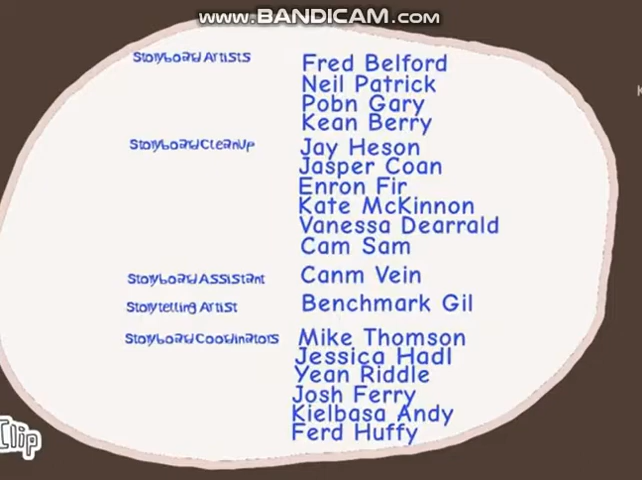 www.BANDICAM.com
Storyboard Artists
Fred Belford
Neil Patrick
Pobn Gary
Kean Berry
Storyboard CleanUp
Jay Heson
Jasper Coan
Enron Fir
Kate McKinnon
Vanessa Dearrald
Cam Sam
Storyboard Assistant
Canm Vein
Storytelling Artist
Benchmark Gil
Storyboard Coordinators
Mike Thomson
Jessica Hadl
Yean Riddle
Josh Ferry
Kielbasa Andy
Ferd Huffy
Clip